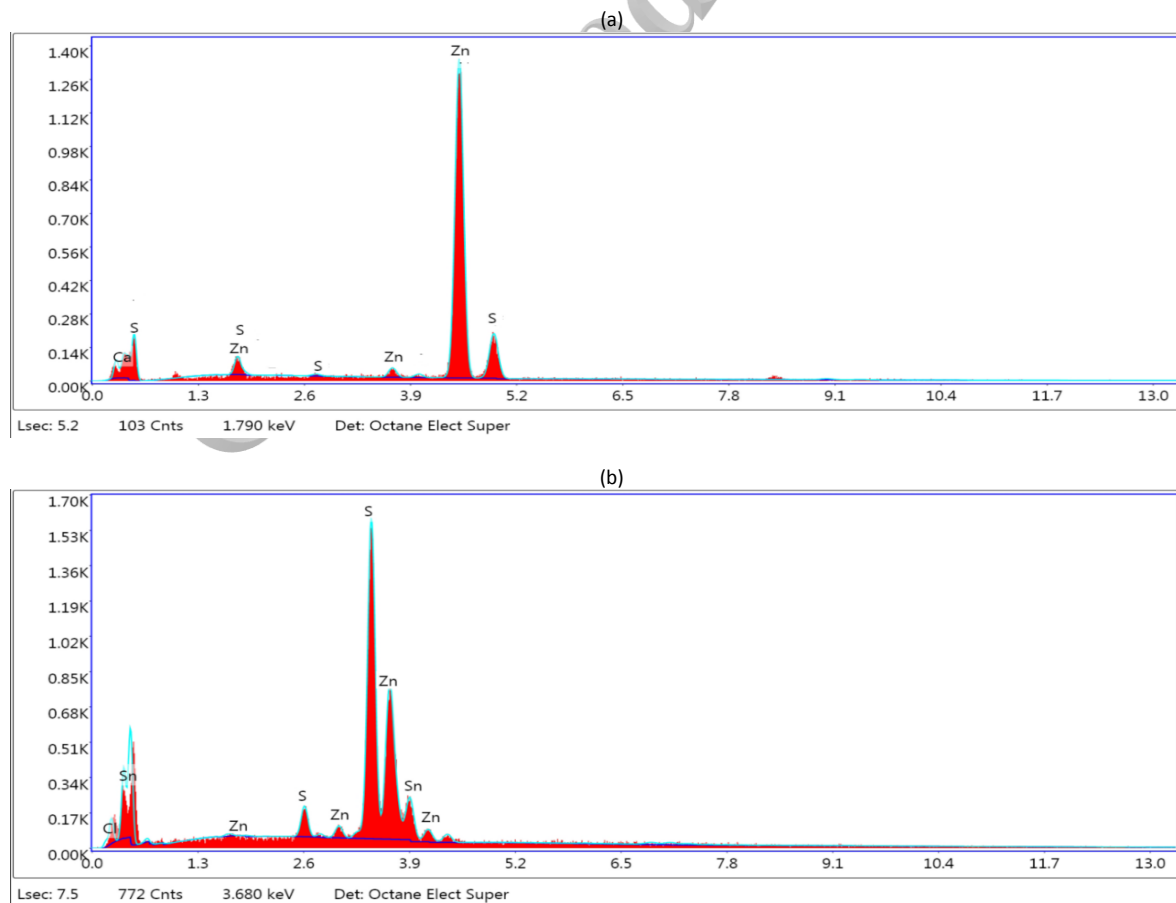 (a)
1.40K
Zn
1.26K
1.12K
0.98K
0.84K
0.70K
0.56K
0.42K
0.28K
S
S
S
0.14K
Ca
Zn
S
Zn
0.00K
0.0 1.3 2.6 3.9 5.2 6.5 7.8 9.1 10.4 11.7 13.0
Lsec: 5.2 103 Cnts 1.790 keV Det: Octane Elect Super
(b)
1.70K
S
1.53K
1.36K
1.19K
1.02K
0.85K
Zn
0.68K
0.51K
0.34K
Sn
S
Sn
0.17K
Cl
Zn
Zn
Zn
0.00K
0.0 1.3 2.6 3.9 5.2 6.5 7.8 9.1 10.4 11.7 13.0
Lsec: 7.5 772 Cnts 3.680 keV Det: Octane Elect Super